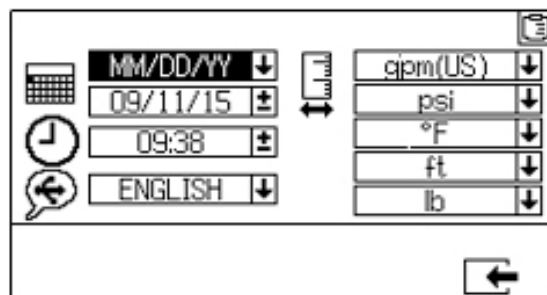 MM/DD/YY
09/11/15
09:38
ENGLISH
gpm(US)
psi
°F
ft
lb